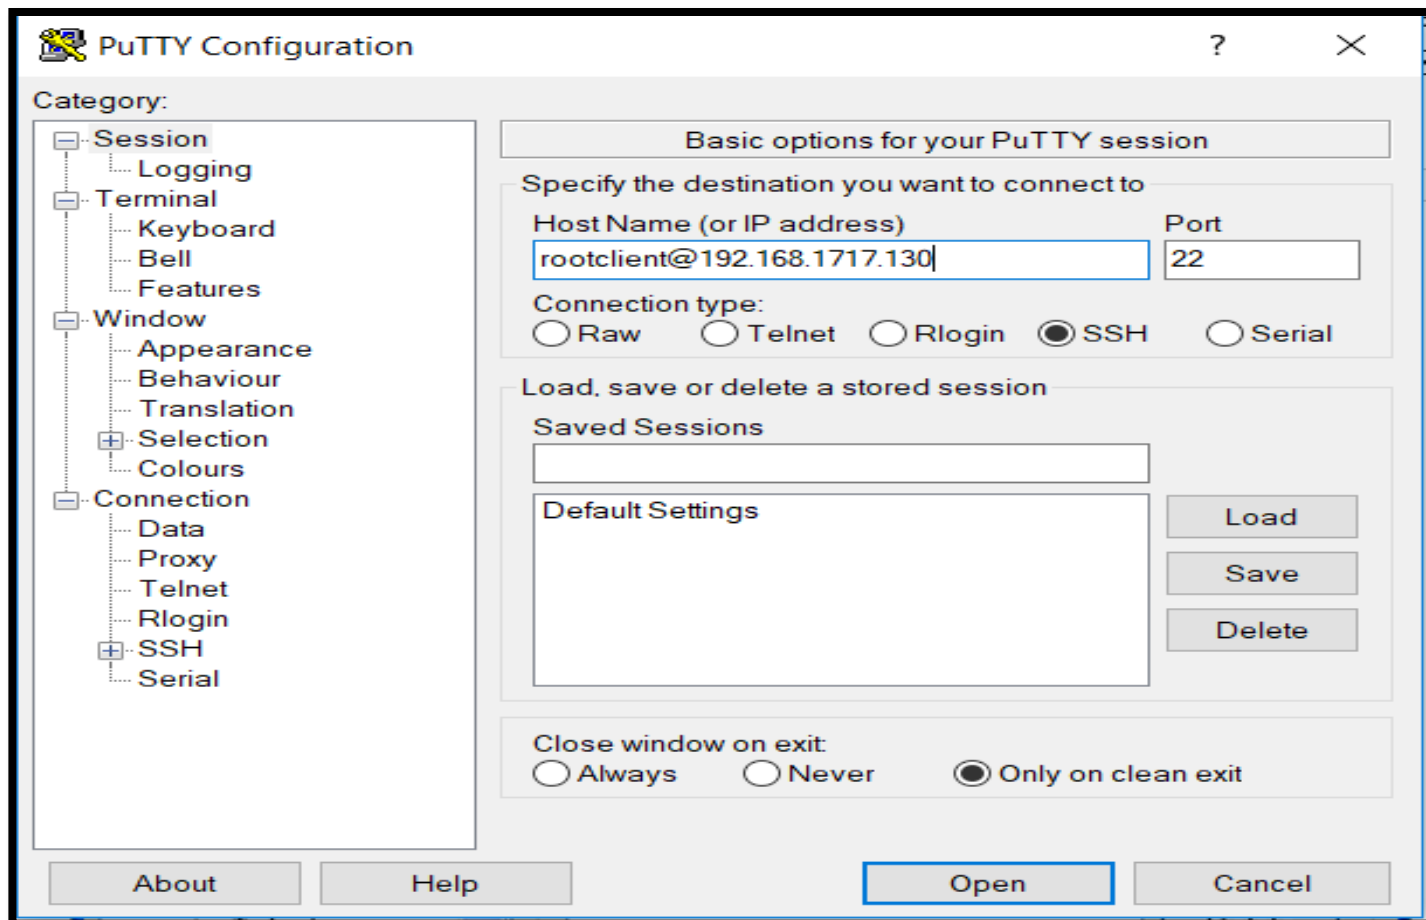 PuTTY Configuration
?
Category:
Session
Logging
Terminal
Keyboard
Bell
Features
Window
Appearance
Behaviour
Translation
Selection
Colours
Connection
Data
Proxy
Telnet
Rlogin
SSH
Serial
Basic options for your PuTTY session
Specify the destination you want to connect to
Host Name (or IP address) Port
rootclient@192.168.1717.130 22
Connection type:
Raw Telnet Rlogin SSH Serial
Load, save or delete a stored session
Saved Sessions
Default Settings
Load
Save
Delete
Close window on exit:
Always Never Only on clean exit
About Help Open Cancel